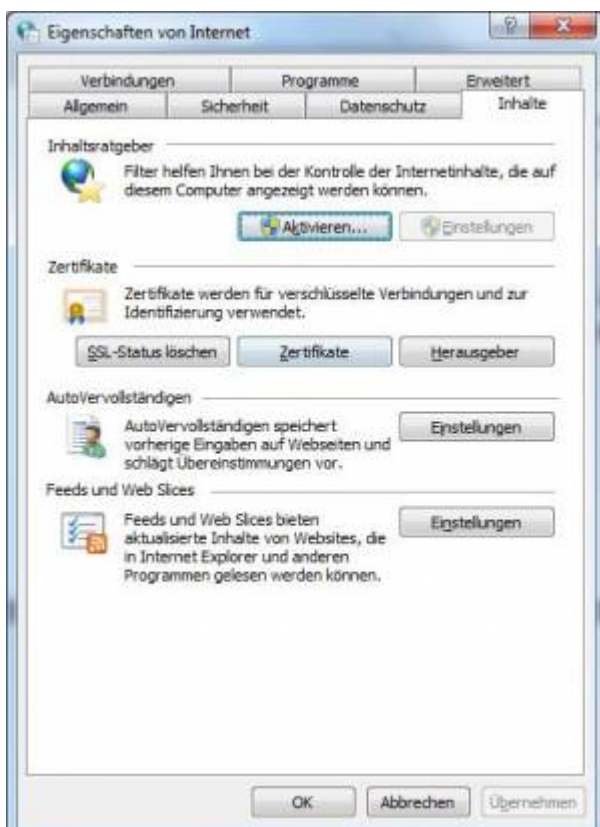 Eigenschaften von Internet
Verbindungen Programme Erweitert
Allgemein Sicherheit Datenschutz Inhalte
Inhaltsratgeber
Filter helfen Ihnen bei der Kontrolle der Internetinhalte, die auf
diesem Computer angezeigt werden können.
Aktivieren... Einstellungen
Zertifikate
Zertifikate werden für verschlüsselte Verbindungen und zur
Identifizierung verwendet.
SSL-Status löschen Zertifikate Herausgeber
AutoVervollständigen
AutoVervollständigen speichert
vorherige Eingaben auf Webseiten und
schlägt Übereinstimmungen vor.
Einstellungen
Feeds und Web Slices
Feeds und Web Slices bieten
aktualisierte Inhalte von Websites, die
in Internet Explorer und anderen
Programmen gelesen werden können.
Einstellungen
OK Abbrechen Übernehmen